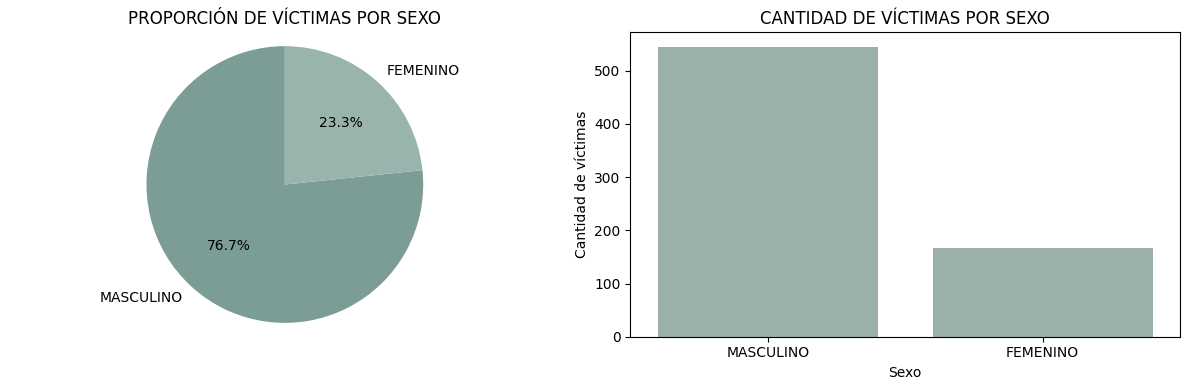 PROPORCIÓN DE VÍCTIMAS POR SEXO
FEMENINO
23.3%
76.7%
MASCULINO
CANTIDAD DE VÍCTIMAS POR SEXO
Cantidad de víctimas
500
400
300
200
100
0
MASCULINO
FEMENINO
Sexo